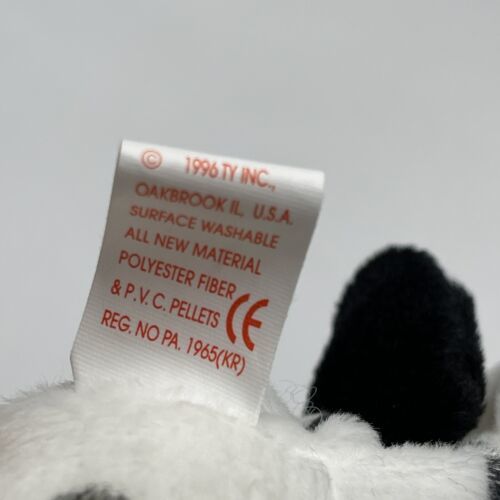 © 1996 TY INC.,
OAKBROOK IL, U.S.A.
SURFACE WASHABLE
ALL NEW MATERIAL
POLYESTER FIBER
& P.V.C. PELLETS CE
REG. NO PA. 1965(KR)